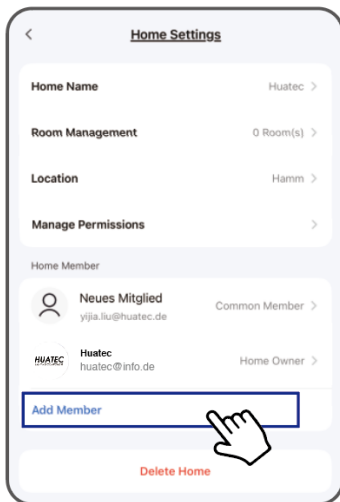 Home Settings
Home Name Huatec
Room Management 0 Room(s)
Location Hamm
Manage Permissions
Home Member
Neues Mitglied
yijia.liu@huatec.de
Common Member
HUATEC
Huatec
huatec@info.de
Home Owner
Add Member
Delete Home